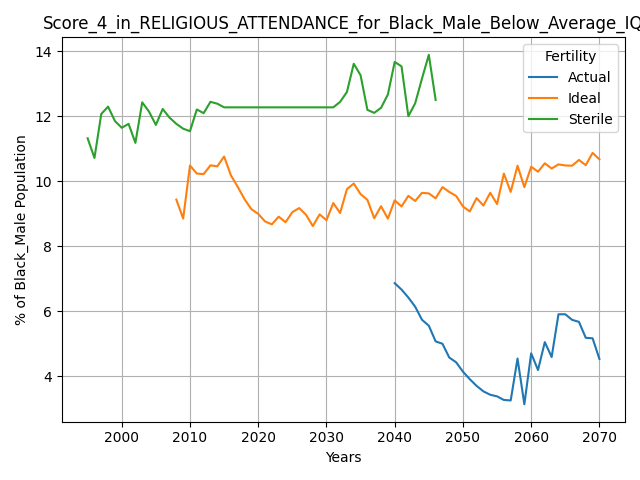 Score_4_in_RELIGIOUS_ATTENDANCE_for_Black_Male_Below_Average_IQ
14
12
10
8
6
4
% of Black_Male Population
Fertility
Actual
Ideal
Sterile
2000 2010 2020 2030 2040 2050 2060 2070
Years